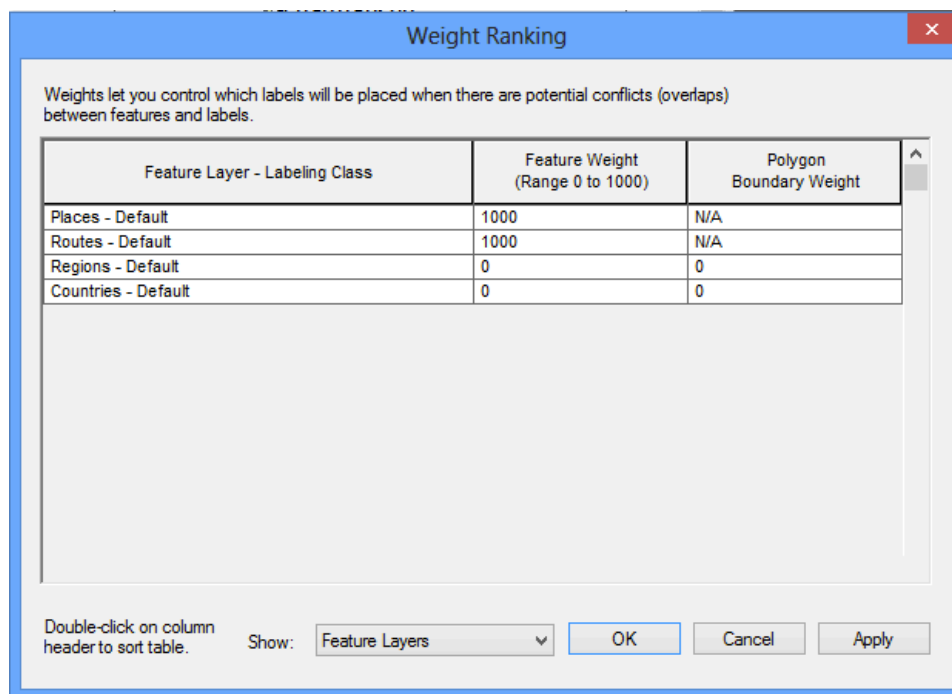 Weight Ranking
Weights let you control which labels will be placed when there are potential conflicts (overlaps)
between features and labels.
Feature Layer - Labeling Class
Feature Weight
(Range 0 to 1000)
Polygon
Boundary Weight
Places - Default 1000 N/A
Routes - Default 1000 N/A
Regions - Default 0 0
Countries - Default 0 0
Double-click on column
header to sort table.
Show: Feature Layers OK Cancel Apply